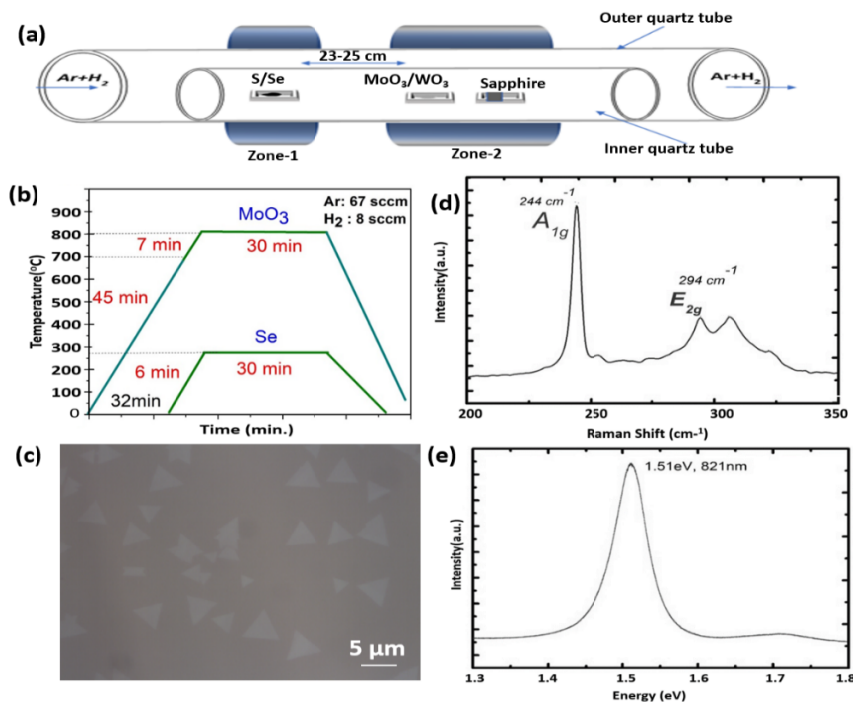 (a)
Outer quartz tube
23-25 cm
Ar+H2
S/Se
MoO3/WO3
Sapphire
Ar+H2
Zone-1
Zone-2
Inner quartz tube
(b)
Ar: 67 sccm
H2 : 8 sccm
MoO3
900
800
700
600
500
400
300
200
100
0
Temperature(⁰C)
7 min
30 min
45 min
Se
6 min
30 min
32min
Time (min.)
(c)
5 μm
(d)
244 cm-1
A1g
294 cm-1
E2g
Intensity(a.u.)
200
250
300
350
Raman Shift (cm-1)
(e)
1.51eV, 821nm
Intensity(a.u.)
1.3
1.4
1.5
1.6
1.7
1.8
Energy (eV)